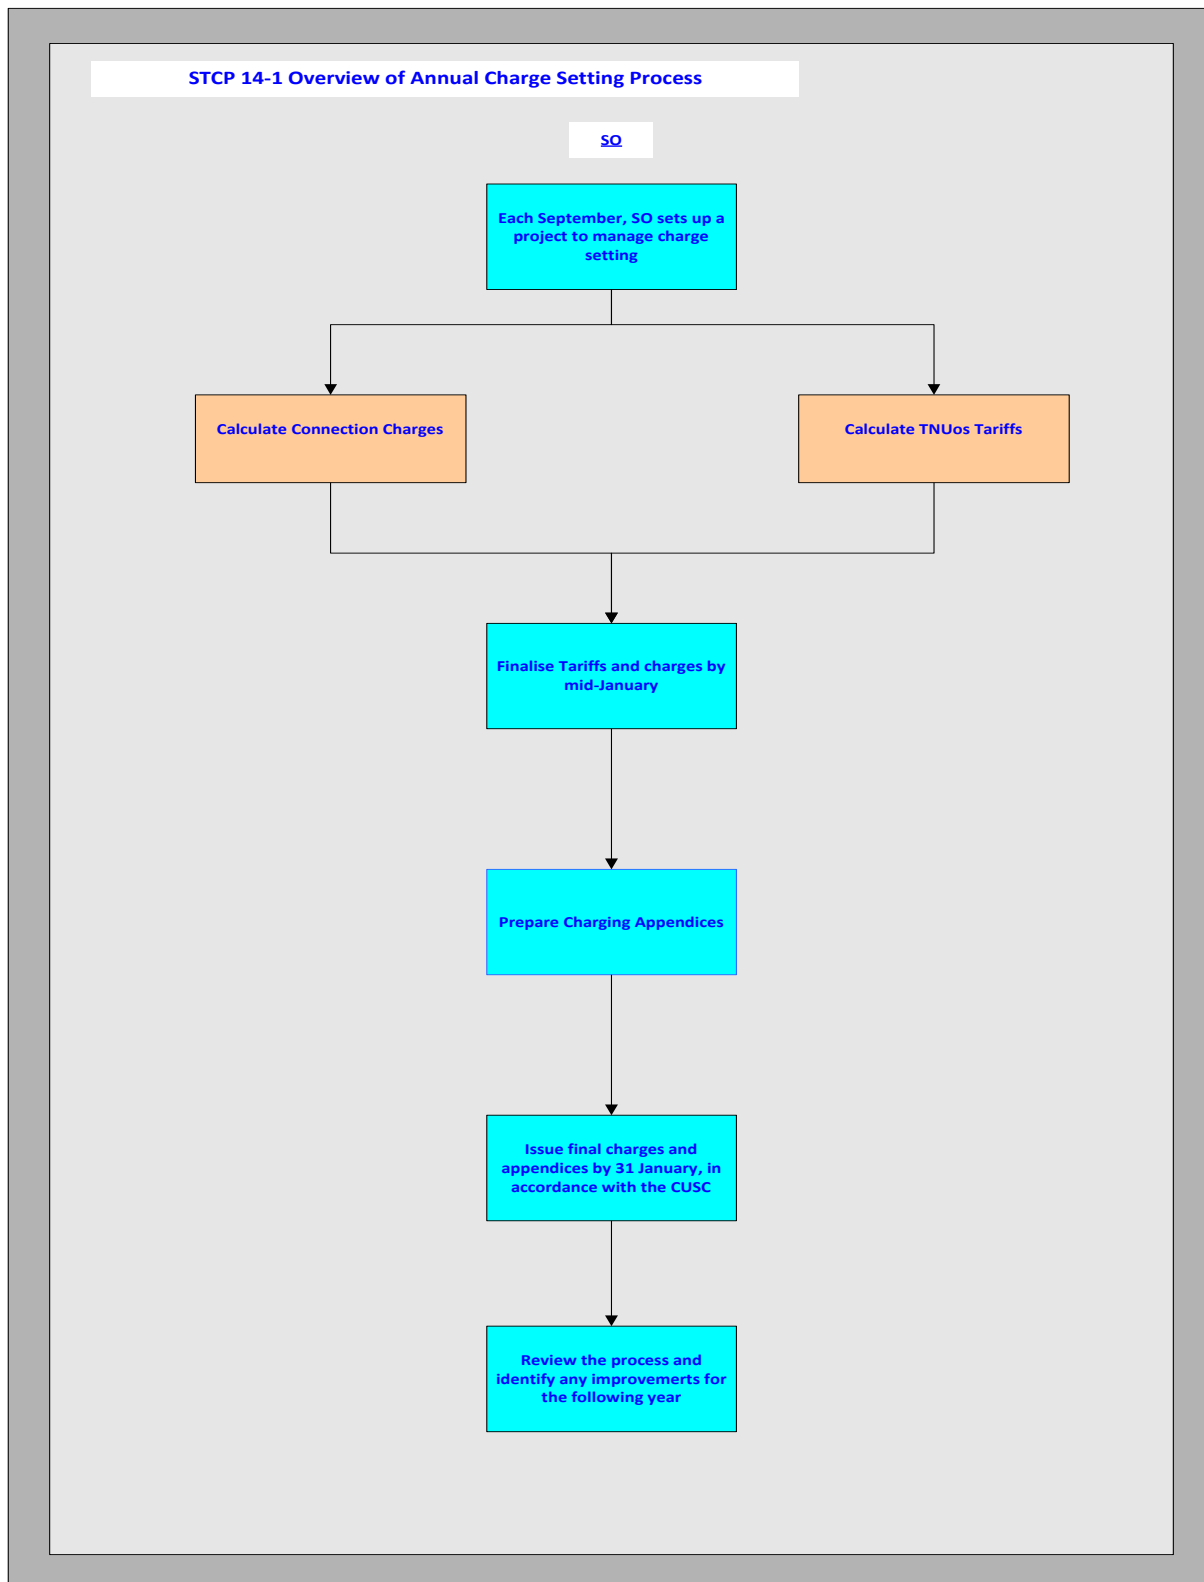 STCP 14-1 Overview of Annual Charge Setting Process
SO
Each September, SO sets up a
project to manage charge
setting
Calculate Connection Charges
Calculate TNUos Tariffs
Finalise Tariffs and charges by
mid-January
Prepare Charging Appendices
Issue final charges and
appendices by 31 January, in
accordance with the CUSC
Review the process and
identify any improvemerts for
the following year